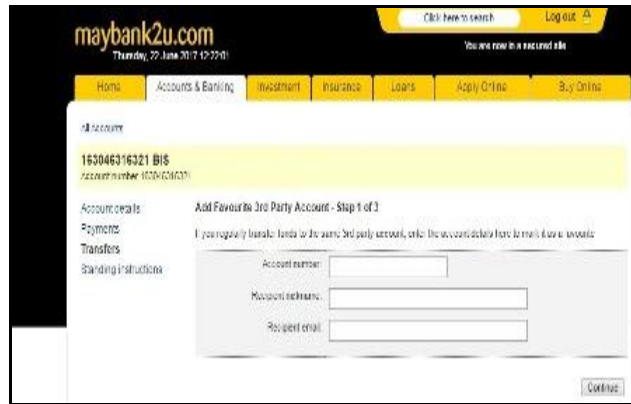 Click here to search
Log out
maybank2u.com
Thursday, 22 June 2017 12:22:01
You are now in a secured site
Home
Accounts & Banking
Investment
Insurance
Loans
Apply Online
Buy Online
All accounts
163046316321 BIS
Account number 163046316321
Account details
Add Favourite 3rd Party Account - Step 1 of 3
Payments
If you regularly transfer funds to the same 3rd party account, enter the account details here to mark it as a favourite
Transfers
Standing instructions
Account number:
Recipient nickname:
Recipient email:
Continue